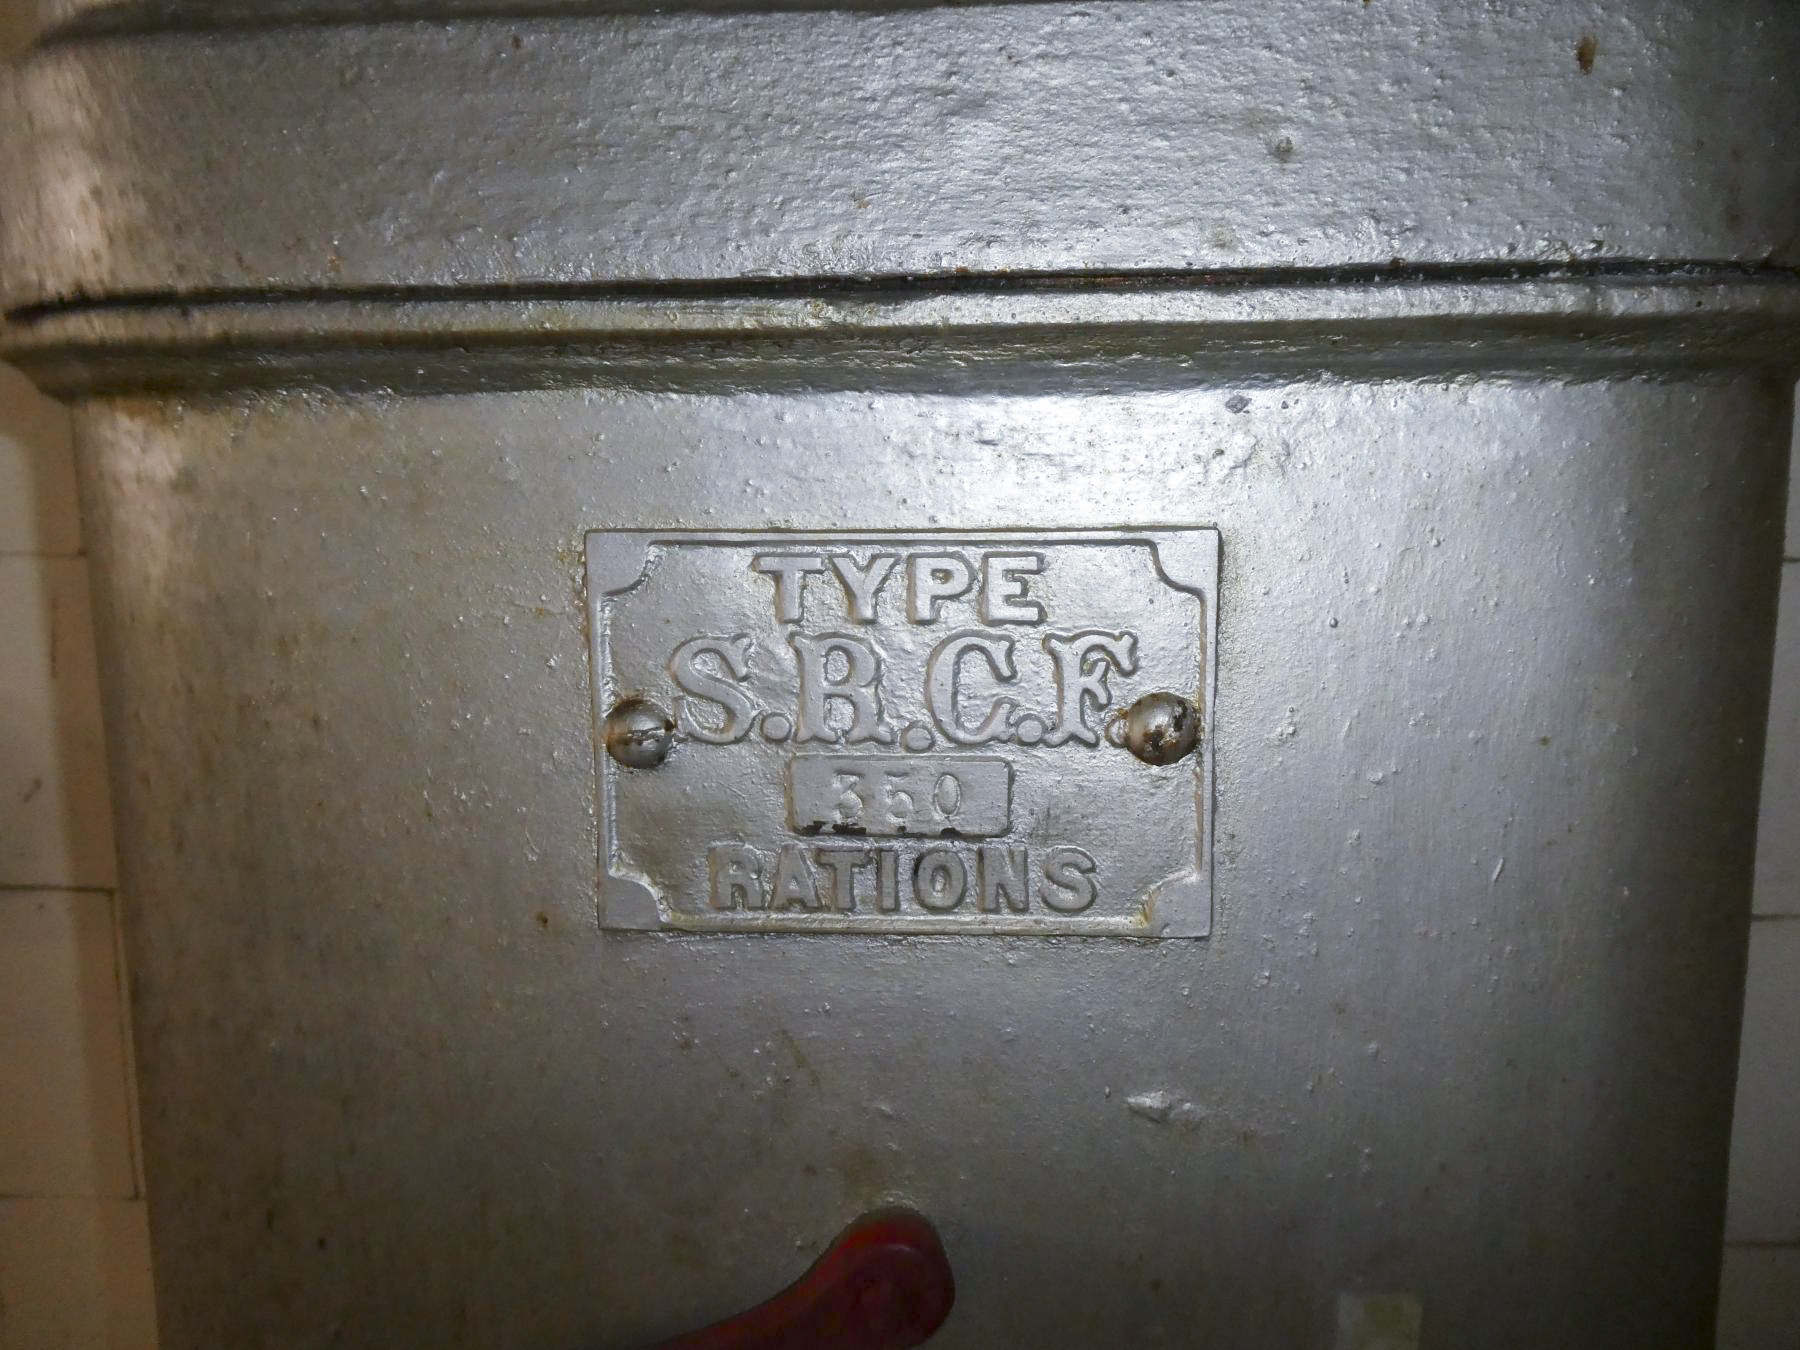 TYPE
S.R.C.F.
350
RATIONS